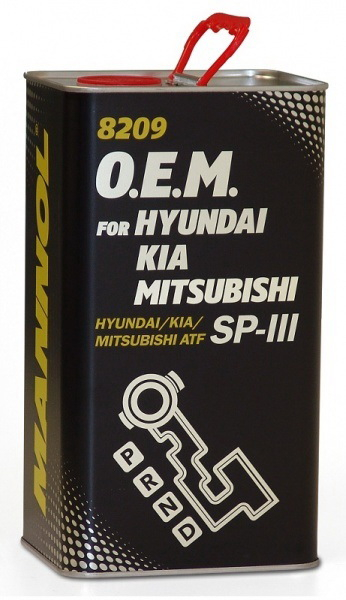 8209
O.E.M.
FOR HYUNDAI
KIA
MITSUBISHI
HYUNDAI/KIA/
MITSUBISHI ATF SP-III
P
R
N
D
MANNOL